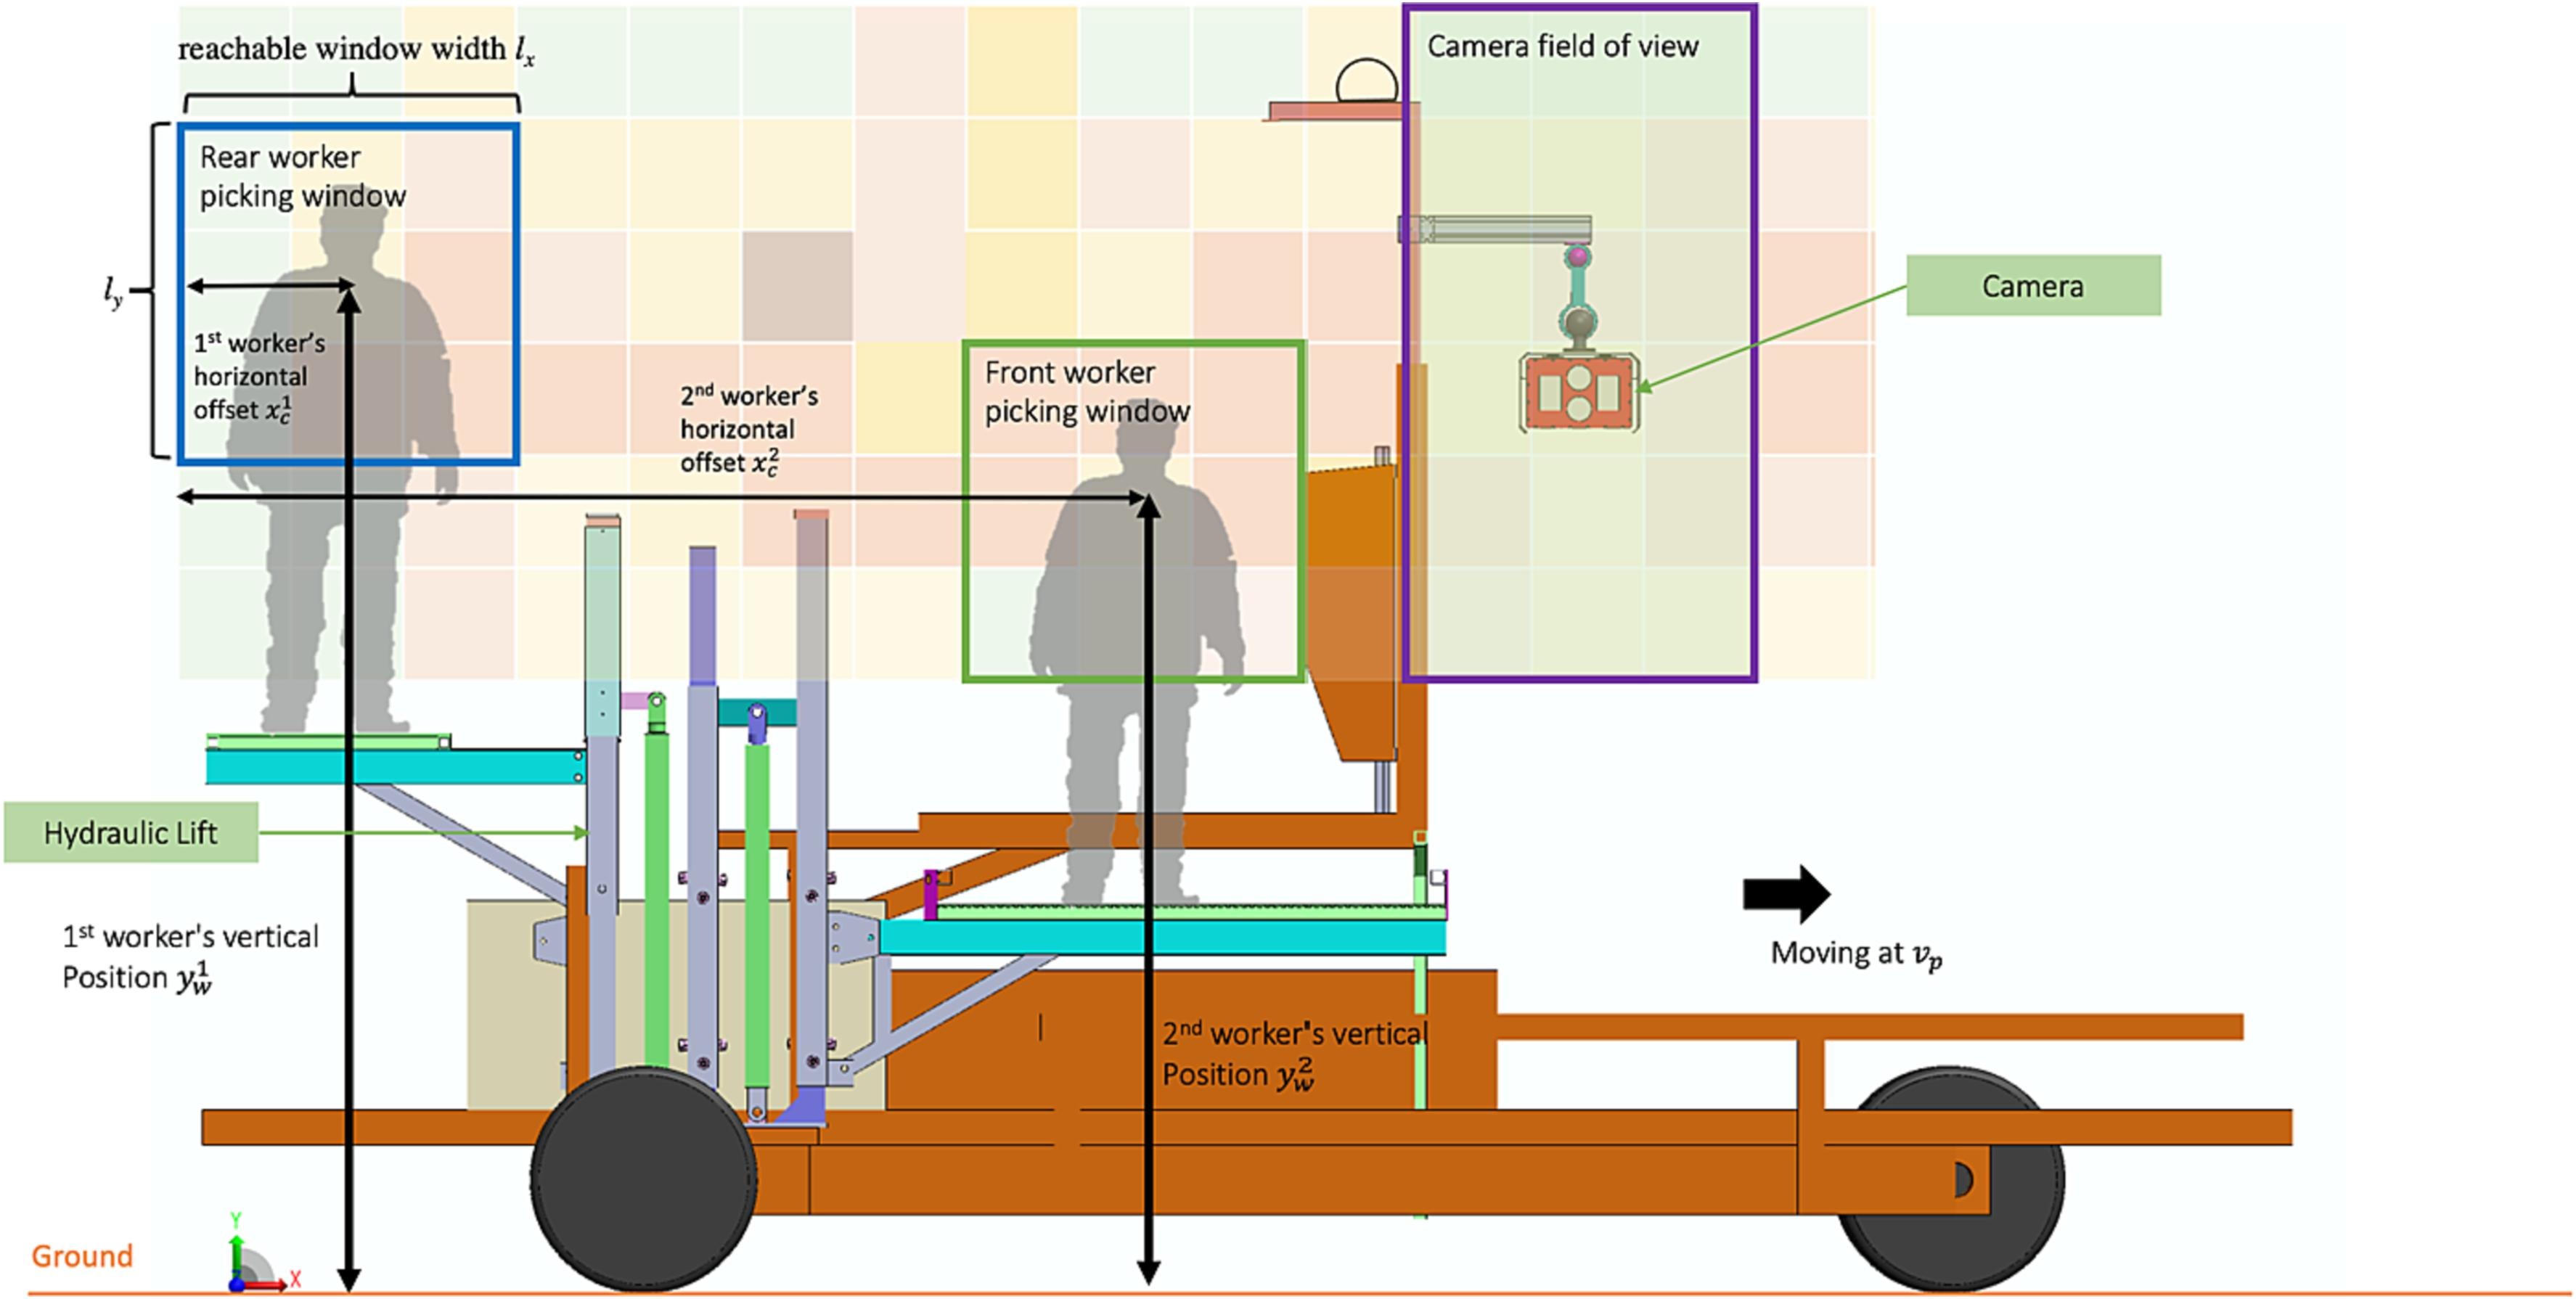 reachable window width lₓ
Camera field of view
Rear worker
picking window
l_y
Camera
1ˢᵗ worker’s
horizontal
offset x_c^1
Front worker
picking window
2ⁿᵈ worker’s
horizontal
offset x_c^2
Hydraulic Lift
1ˢᵗ worker's vertical
Position y_w^1
Moving at v_p
2ⁿᵈ worker's vertical
Position y_w^2
Y
Ground
X